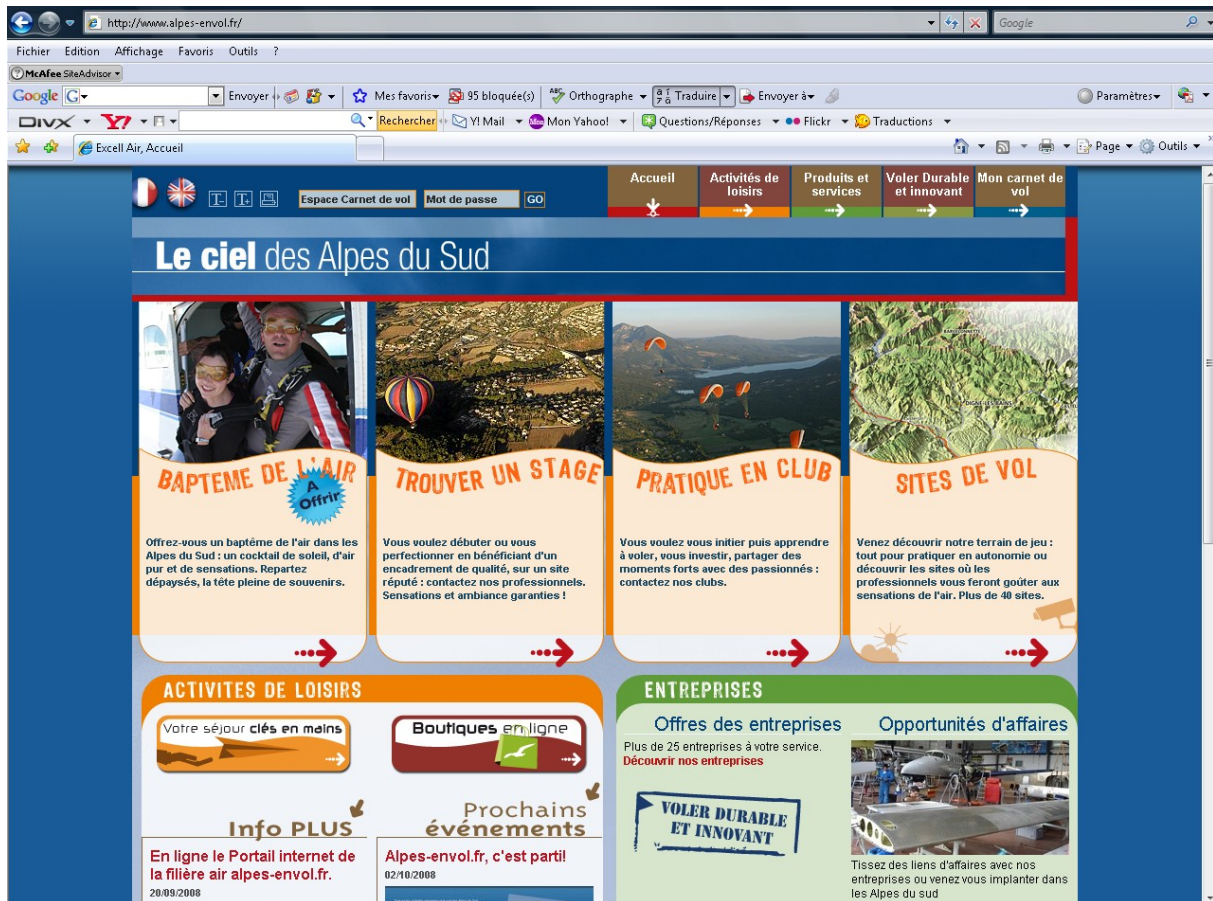 http://www.alpes-envol.fr/
Google
Fichier Edition Affichage Favoris Outils ?
McAfee SiteAdvisor
Google G Envoyer Mes favoris 95 bloquée(s) Orthographe Traduire Envoyer à Paramètres
DIVX Y7 Rechercher Y! Mail Mon Yahoo! Questions/Réponses Flickr Traductions
Excell Air, Accueil Page Outils
T- T+ Espace Carnet de vol Mot de passe GO
Accueil
Activités de loisirs
Produits et services
Voler Durable et innovant
Mon carnet de vol
Le ciel des Alpes du Sud
BAPTEME DE L'AIR
A Offrir
Offrez-vous un baptême de l'air dans les
Alpes du Sud : un cocktail de soleil, d'air
pur et de sensations. Repartez
dépaysés, la tête pleine de souvenirs.
TROUVER UN STAGE
Vous voulez débuter ou vous
perfectionner en bénéficiant d'un
encadrement de qualité, sur un site
réputé : contactez nos professionnels.
Sensations et ambiance garanties !
PRATIQUE EN CLUB
Vous voulez vous initier puis apprendre
à voler, vous investir, partager des
moments forts avec des passionnés :
contactez nos clubs.
DIGNE-LES-BAINS
SITES DE VOL
Venez découvrir notre terrain de jeu :
tout pour pratiquer en autonomie ou
découvrir les sites où les
professionnels vous feront goûter aux
sensations de l'air. Plus de 40 sites.
ACTIVITES DE LOISIRS
Votre séjour clés en mains
Boutiques en ligne
Info PLUS
En ligne le Portail internet de
la filière air alpes-envol.fr.
20/09/2008
Prochains
événements
Alpes-envol.fr, c'est parti!
02/10/2008
ENTREPRISES
Offres des entreprises
Plus de 25 entreprises à votre service.
Découvrir nos entreprises
VOLER DURABLE
ET INNOVANT
Opportunités d'affaires
Tissez des liens d'affaires avec nos
entreprises ou venez vous implanter dans
les Alpes du sud